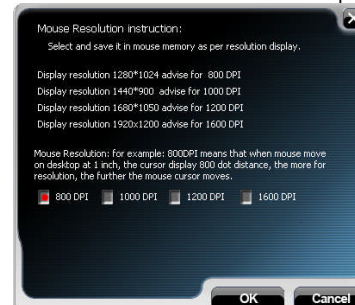 Mouse Resolution instruction:
Select and save it in mouse memory as per resolution display.
Display resolution 1280*1024 advise for 800 DPI
Display resolution 1440*900 advise for 1000 DPI
Display resolution 1680*1050 advise for 1200 DPI
Display resolution 1920x1200 advise for 1600 DPI
Mouse Resolution: for example: 800DPI means that when mouse move
on desktop at 1 inch, the cursor display 800 dot distance, the more for
resolution, the further the mouse cursor moves.
800 DPI 1000 DPI 1200 DPI 1600 DPI
OK Cancel